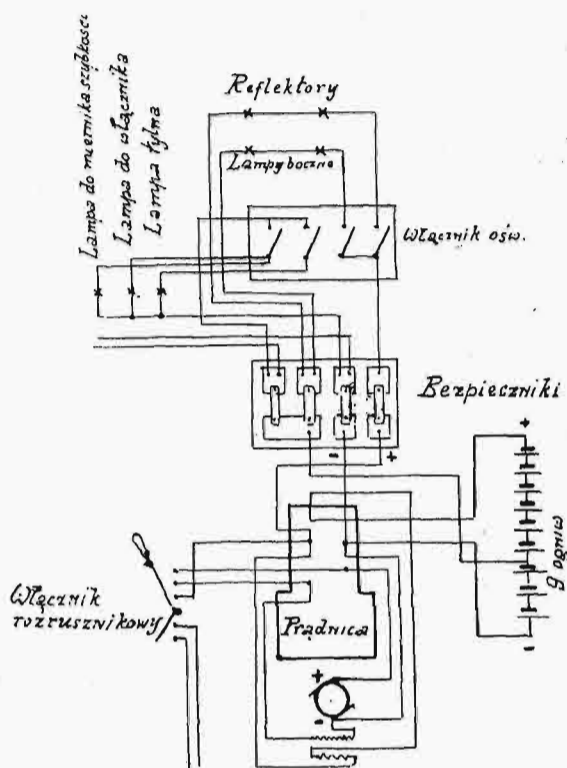 Lampa do miernika szybkości
Lampa do włącznika
Lampa tylna
Reflektory
Lampy boczne
Włącznik ośw.
Bezpieczniki
+
- +
9 ogniw
-
Włącznik
rozrusznikowy
Prądnica
+
-